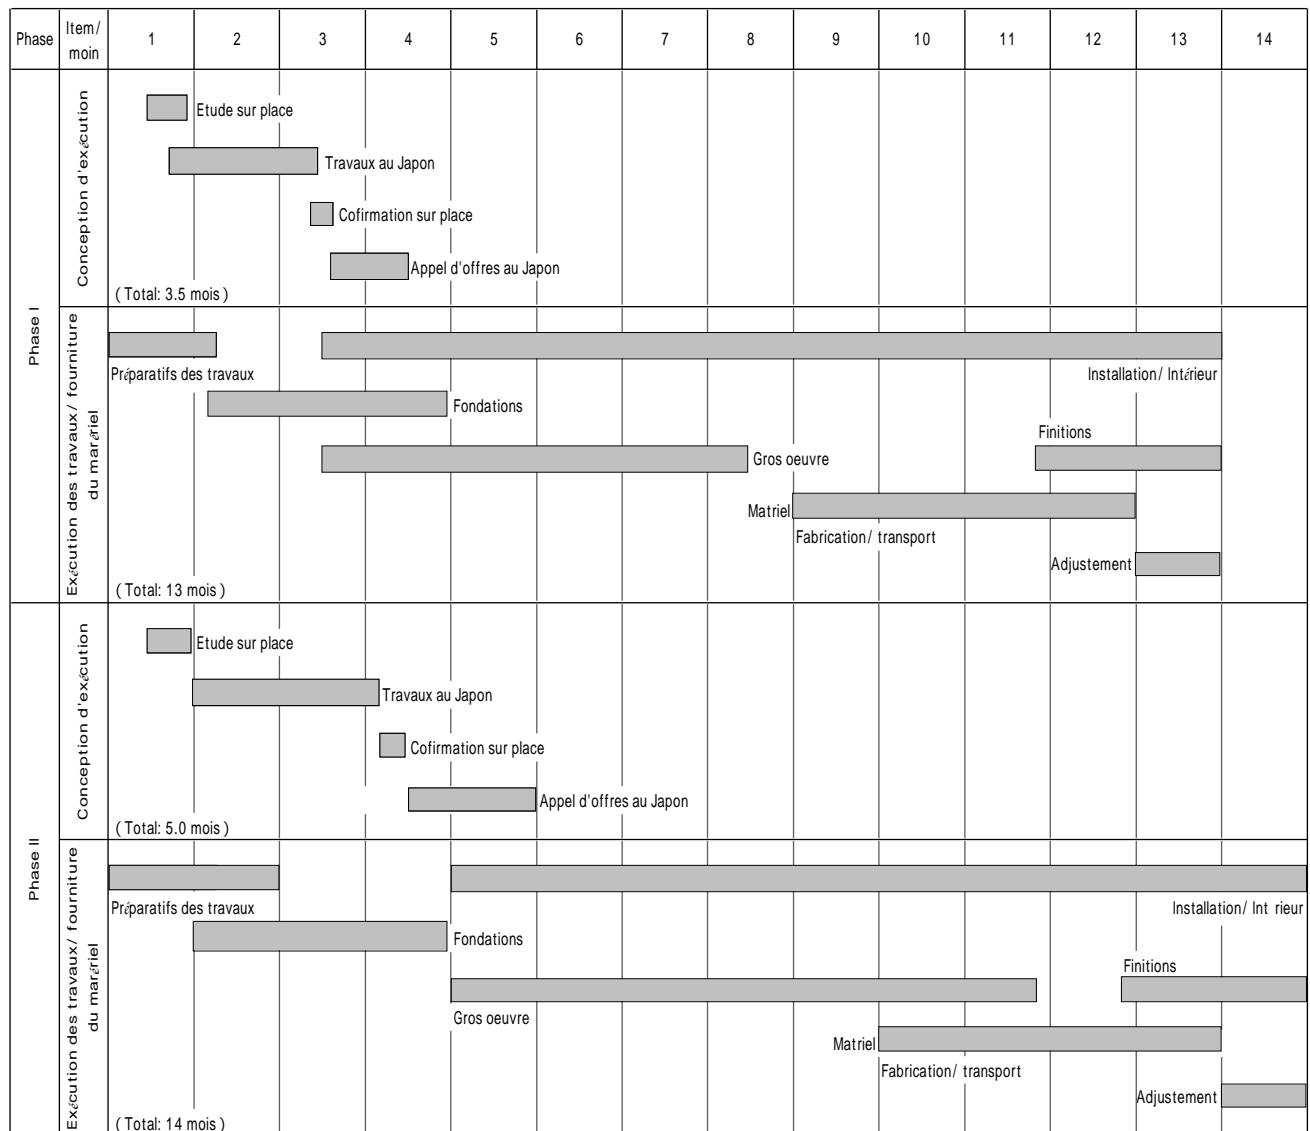 Phase Item/ moin 1 2 3 4 5 6 7 8 9 10 11 12 13 14
Phase I
Conception d'exécution
Etude sur place
Travaux au Japon
Cofirmation sur place
Appel d'offres au Japon
( Total: 3.5 mois )
Exécution des travaux/ fourniture
du marériel
Préparatifs des travaux
Installation/ Intérieur
Fondations
Finitions
Gros oeuvre
Matriel
Fabrication/ transport
Adjustement
( Total: 13 mois )
Phase II
Conception d'exécution
Etude sur place
Travaux au Japon
Cofirmation sur place
Appel d'offres au Japon
( Total: 5.0 mois )
Exécution des travaux/ fourniture
du marériel
Préparatifs des travaux
Installation/ Int rieur
Fondations
Finitions
Gros oeuvre
Matriel
Fabrication/ transport
Adjustement
( Total: 14 mois )